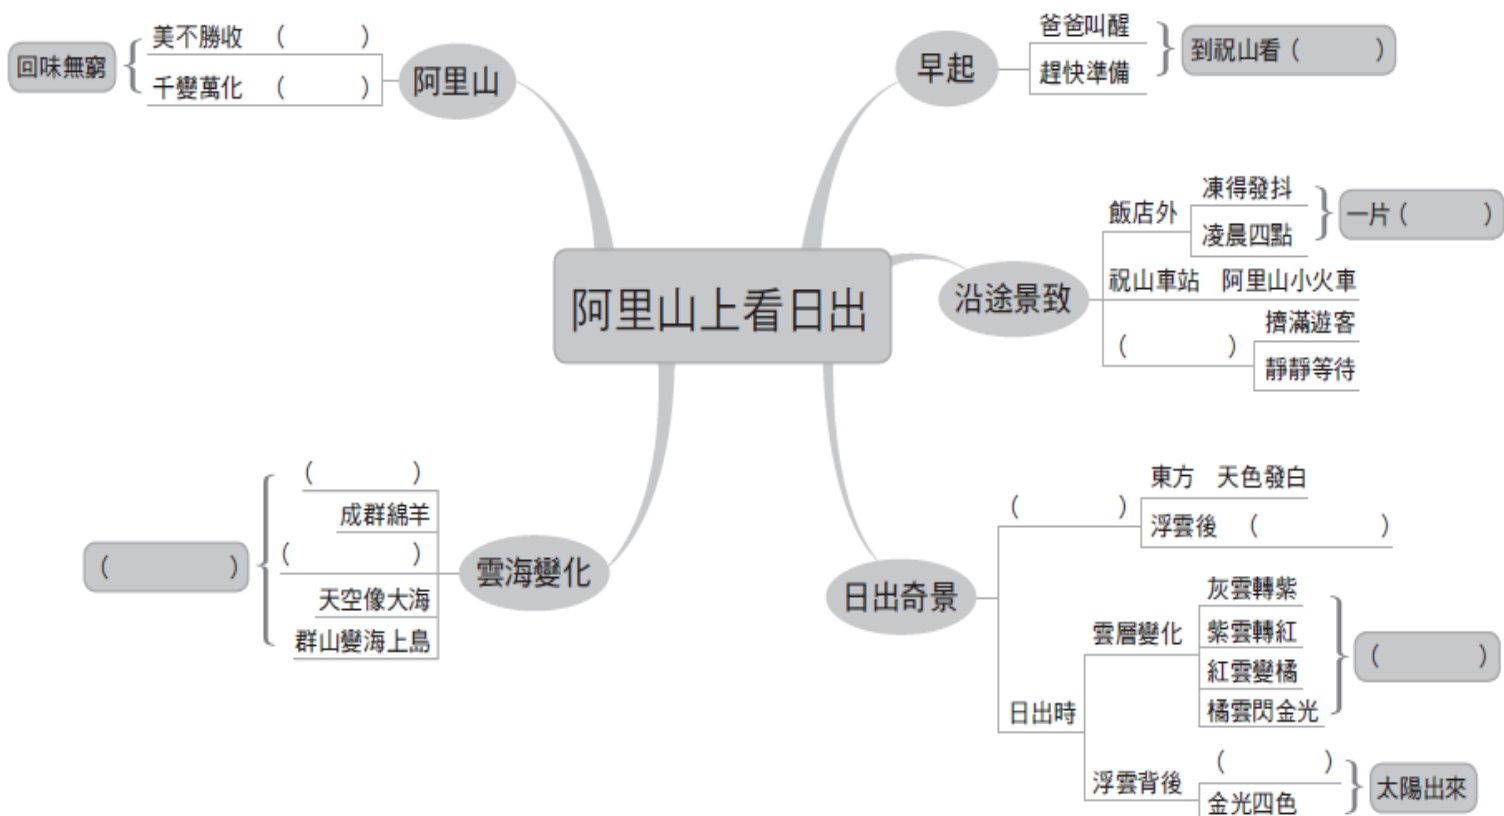 阿里山上看日出
早起
爸爸叫醒
趕快準備
到祝山看（　　　）
沿途景致
飯店外
凍得發抖
凌晨四點
一片（　　　）
祝山車站　阿里山小火車
（　　　　）
擠滿遊客
靜靜等待
日出奇景
（　　　　）
東方　天色發白
浮雲後　（　　　　　）
日出時
雲層變化
灰雲轉紫
紫雲轉紅
紅雲變橘
橘雲閃金光
（　　　　）
浮雲背後
（　　　　）
金光四色
太陽出來
雲海變化
（　　　　）
成群綿羊
（　　　　　）
天空像大海
群山變海上島
（　　　　　）
阿里山
美不勝收　（　　　）
千變萬化　（　　　）
回味無窮